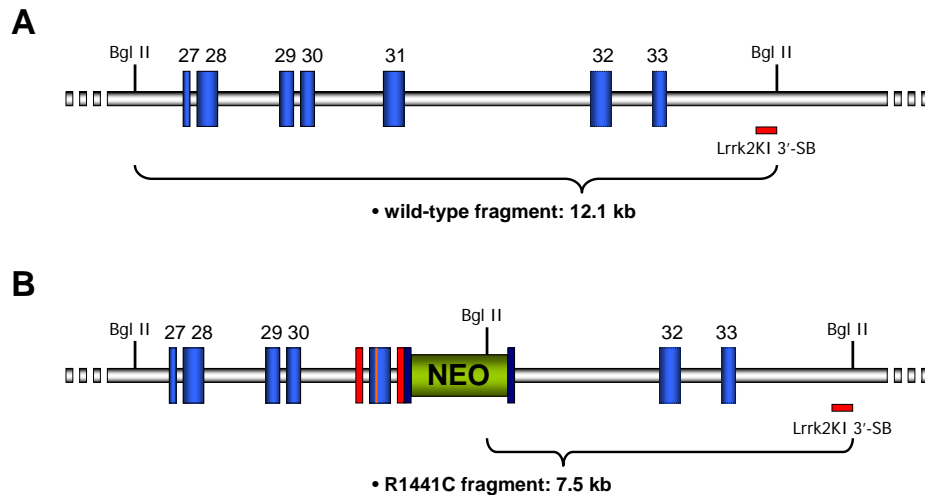 A
Bgl II 27 28 29 30 31 32 33 Bgl II
Lrrk2KI 3′-SB
• wild-type fragment: 12.1 kb
B
Bgl II 27 28 29 30 Bgl II 32 33 Bgl II
NEO
Lrrk2KI 3′-SB
• R1441C fragment: 7.5 kb